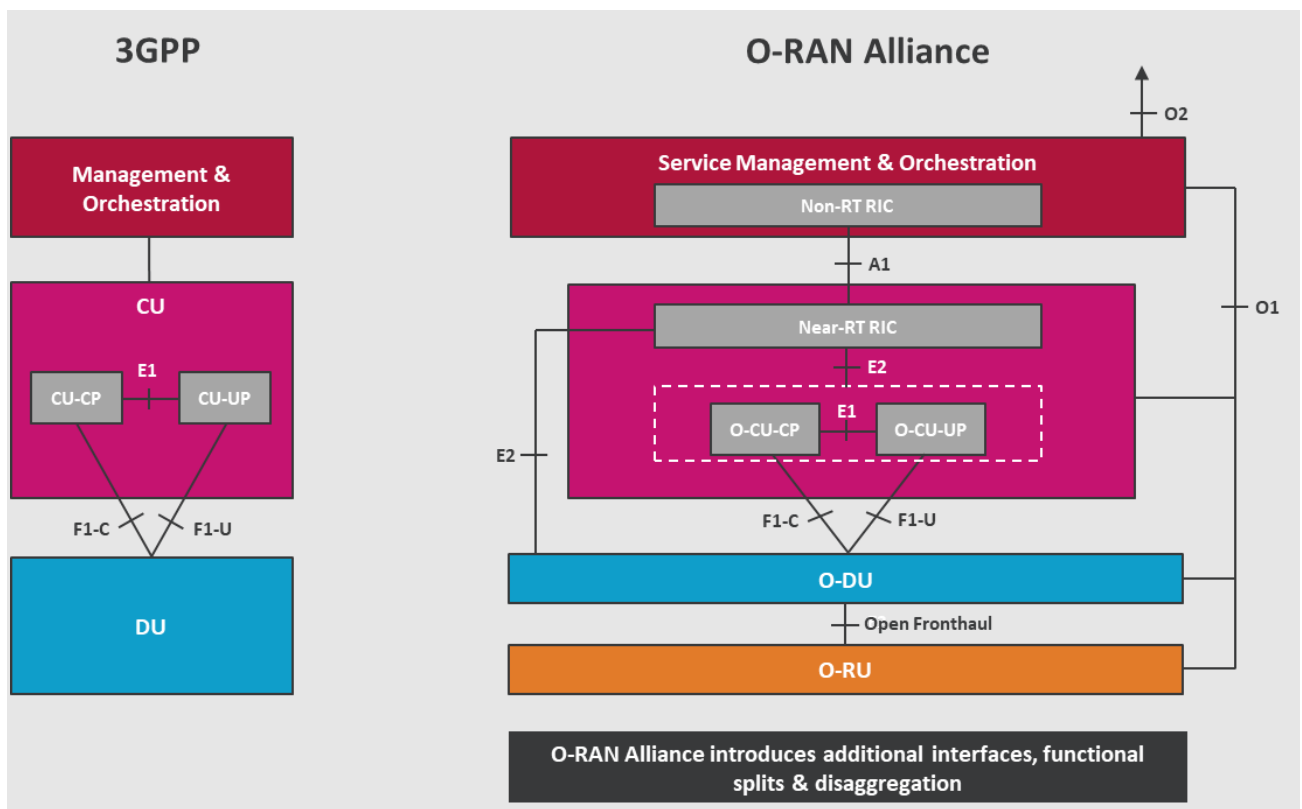 3GPP
Management &
Orchestration
CU
E1
CU-CP
CU-UP
F1-C
F1-U
DU
O-RAN Alliance
O2
Service Management & Orchestration
Non-RT RIC
A1
O1
Near-RT RIC
E2
E1
O-CU-CP
O-CU-UP
E2
F1-C
F1-U
O-DU
Open Fronthaul
O-RU
O-RAN Alliance introduces additional interfaces, functional
splits & disaggregation